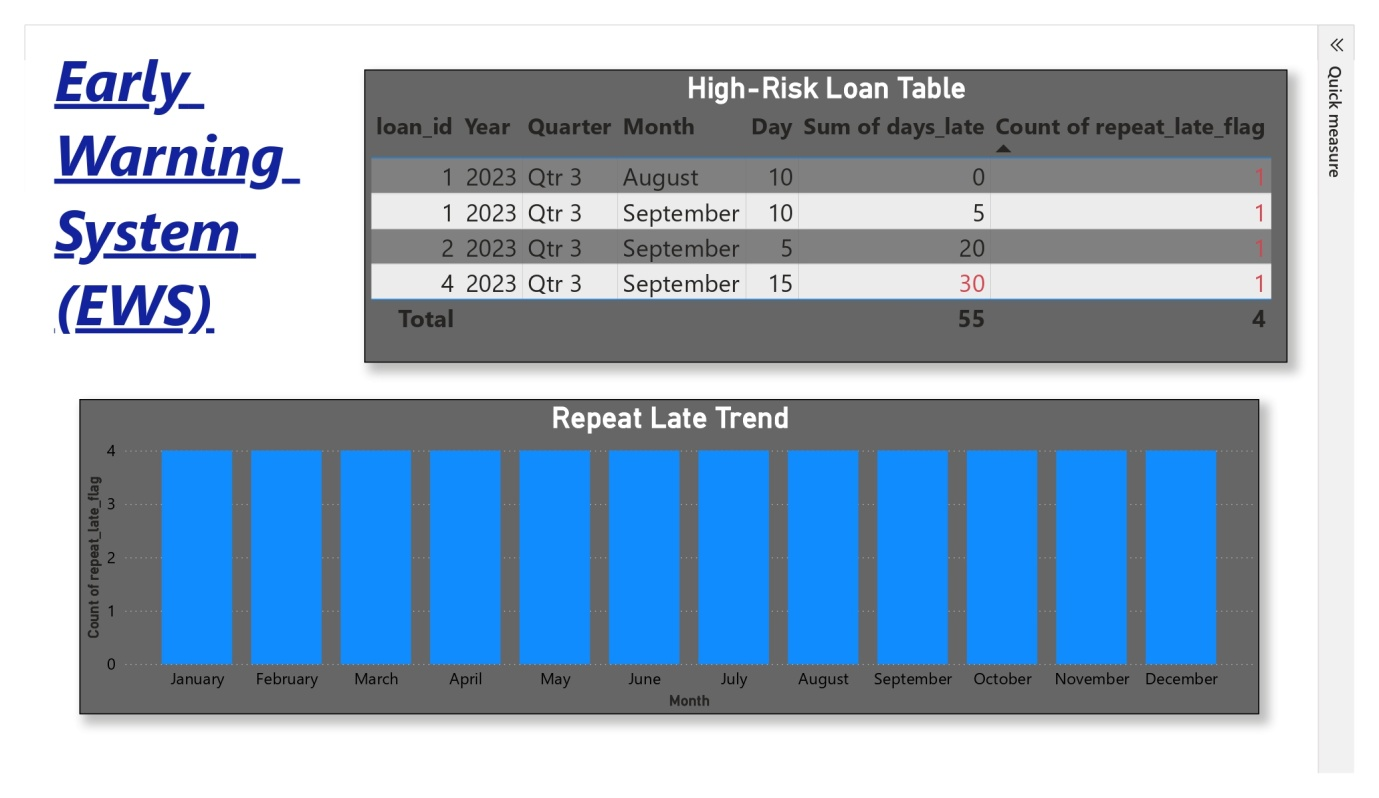 Early
Warning
System
(EWS)
High-Risk Loan Table
loan_id Year Quarter Month Day Sum of days_late Count of repeat_late_flag
1 2023 Qtr 3 August 10 0 1
1 2023 Qtr 3 September 10 5 1
2 2023 Qtr 3 September 5 20 1
4 2023 Qtr 3 September 15 30 1
Total 55 4
Quick measure
Repeat Late Trend
Count of repeat_late_flag
4
3
2
1
0
January February March April May June July August September October November December
Month